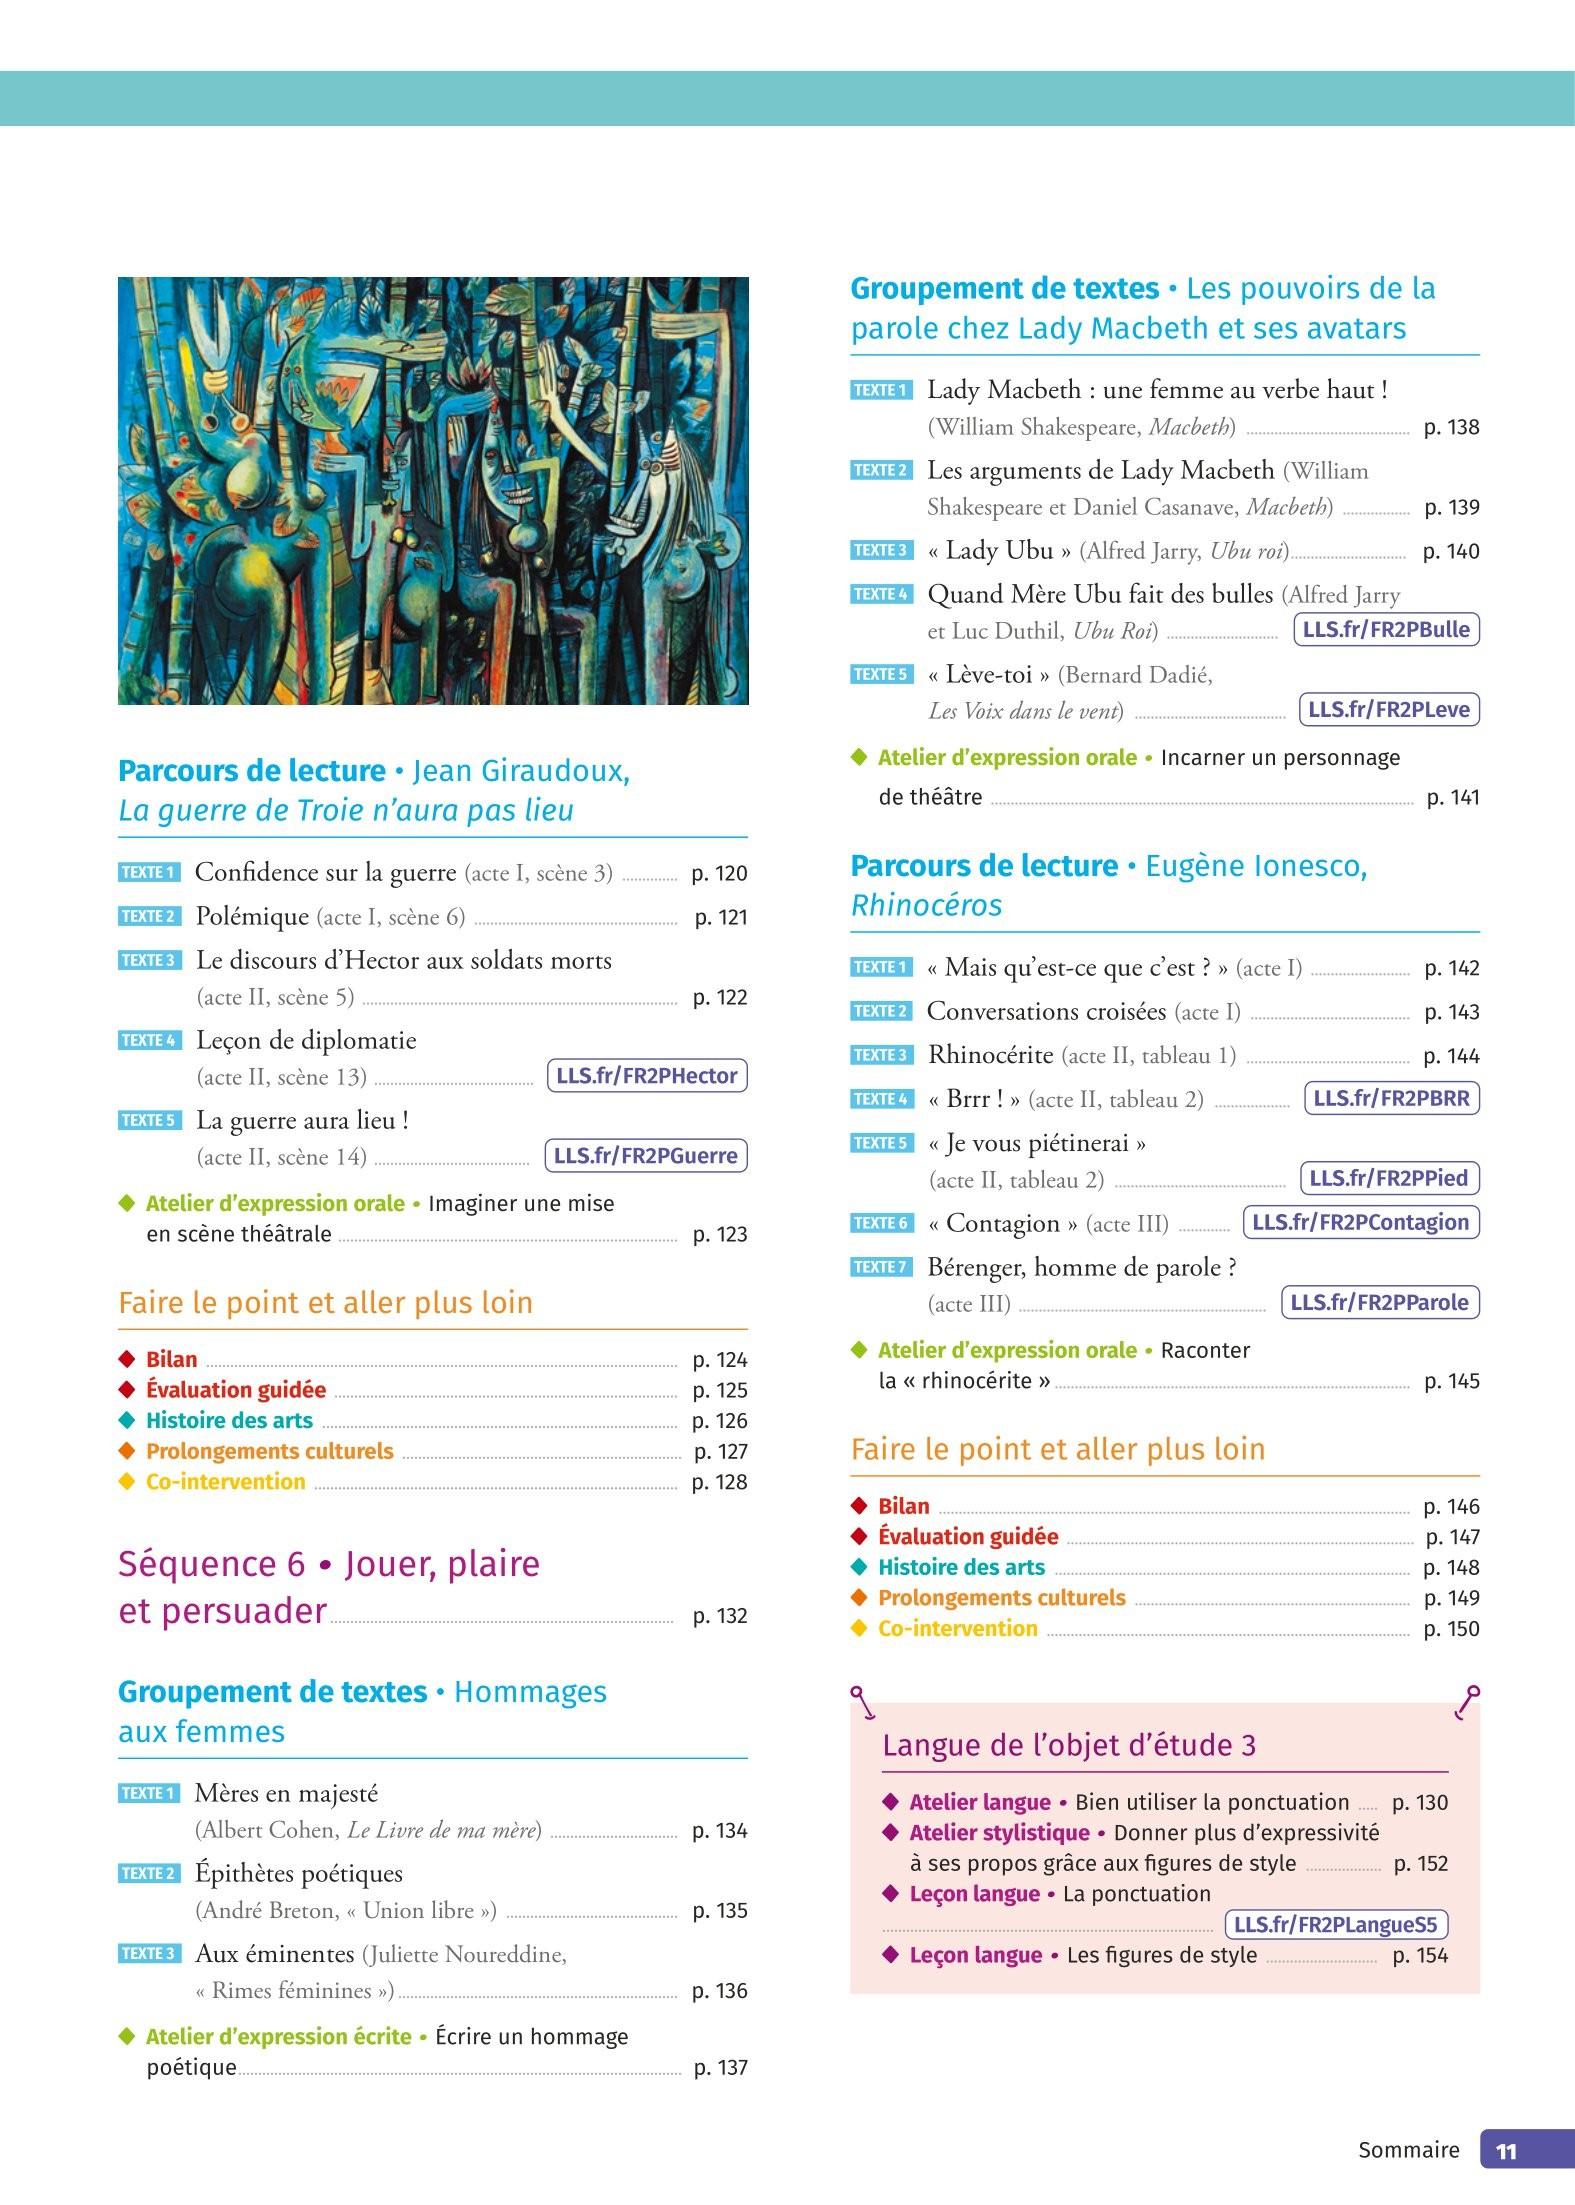 Parcours de lecture • Jean Giraudoux,
La guerre de Troie n’aura pas lieu
TEXTE 1 Confidence sur la guerre (acte I, scène 3) p. 120
TEXTE 2 Polémique (acte I, scène 6) p. 121
TEXTE 3 Le discours d’Hector aux soldats morts
(acte II, scène 5) p. 122
TEXTE 4 Leçon de diplomatie
(acte II, scène 13) LLS.fr/FR2PHector
TEXTE 5 La guerre aura lieu !
(acte II, scène 14) LLS.fr/FR2PGuerre
Atelier d’expression orale • Imaginer une mise
en scène théâtrale p. 123
Faire le point et aller plus loin
Bilan p. 124
Évaluation guidée p. 125
Histoire des arts p. 126
Prolongements culturels p. 127
Co-intervention p. 128
Séquence 6 • Jouer, plaire
et persuader p. 132
Groupement de textes • Hommages
aux femmes
TEXTE 1 Mères en majesté
(Albert Cohen, Le Livre de ma mère) p. 134
TEXTE 2 Épithètes poétiques
(André Breton, « Union libre ») p. 135
TEXTE 3 Aux éminentes (Juliette Noureddine,
« Rimes féminines ») p. 136
Atelier d’expression écrite • Écrire un hommage
poétique p. 137
Groupement de textes • Les pouvoirs de la
parole chez Lady Macbeth et ses avatars
TEXTE 1 Lady Macbeth : une femme au verbe haut !
(William Shakespeare, Macbeth) p. 138
TEXTE 2 Les arguments de Lady Macbeth (William
Shakespeare et Daniel Casanave, Macbeth) p. 139
TEXTE 3 « Lady Ubu » (Alfred Jarry, Ubu roi) p. 140
TEXTE 4 Quand Mère Ubu fait des bulles (Alfred Jarry
et Luc Duthil, Ubu Roi) LLS.fr/FR2PBulle
TEXTE 5 « Lève-toi » (Bernard Dadié,
Les Voix dans le vent) LLS.fr/FR2PLeve
Atelier d’expression orale • Incarner un personnage
de théâtre p. 141
Parcours de lecture • Eugène Ionesco,
Rhinocéros
TEXTE 1 « Mais qu’est-ce que c’est ? » (acte I) p. 142
TEXTE 2 Conversations croisées (acte I) p. 143
TEXTE 3 Rhinocérite (acte II, tableau 1) p. 144
TEXTE 4 « Brrr ! » (acte II, tableau 2) LLS.fr/FR2PBRR
TEXTE 5 « Je vous piétinerai »
(acte II, tableau 2) LLS.fr/FR2PPied
TEXTE 6 « Contagion » (acte III) LLS.fr/FR2PContagion
TEXTE 7 Bérenger, homme de parole ?
(acte III) LLS.fr/FR2PParole
Atelier d’expression orale • Raconter
la « rhinocérite » p. 145
Faire le point et aller plus loin
Bilan p. 146
Évaluation guidée p. 147
Histoire des arts p. 148
Prolongements culturels p. 149
Co-intervention p. 150
Langue de l’objet d’étude 3
Atelier langue • Bien utiliser la ponctuation p. 130
Atelier stylistique • Donner plus d’expressivité
à ses propos grâce aux figures de style p. 152
Leçon langue • La ponctuation
LLS.fr/FR2PLangueS5
Leçon langue • Les figures de style p. 154
Sommaire 11